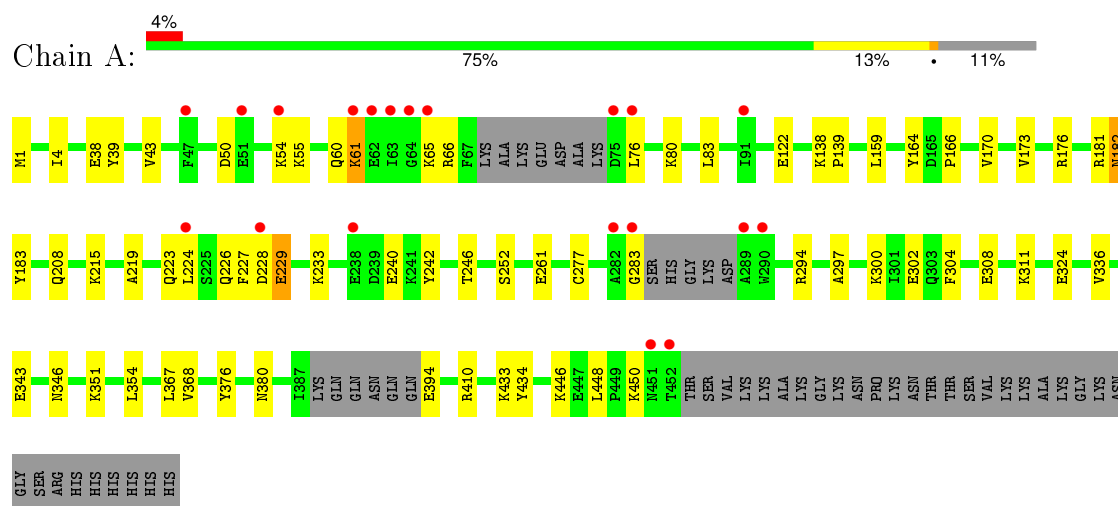 4%
Chain A:
75% 13% • 11%
M1 I4 E38 Y39 V43 F47 D50 E51 K54 K55 Q60 K61 E62 I63 G64 K65 R66 F67 LYS ALA LYS GLU ASP ALA LYS D75 L76 K80 L83 I91 E122 K138 P139 L159 Y164 D165 P166 V170 V173 R176 R181 N182
Y183 Q208 K215 A219 Q223 L224 S225 Q226 F227 D228 E229 K233 E238 D239 E240 K241 Y242 T246 S252 E261 C277 A282 G283 SER HIS GLY LYS ASP A289 W290 R294 A297 K300 I301 E302 Q303 F304 E308 K311 E324 V336
E343 N346 K351 L354 L367 V368 Y376 N380 I387 LYS GLN GLN ASN GLN GLN E394 R410 K433 Y434 K446 E447 L448 P449 K450 N451 T452 THR SER VAL LYS LYS ALA LYS GLY LYS ASN PRO LYS ASN THR THR SER VAL LYS LYS ALA LYS GLY LYS ASN
GLY SER ARG HIS HIS HIS HIS HIS HIS